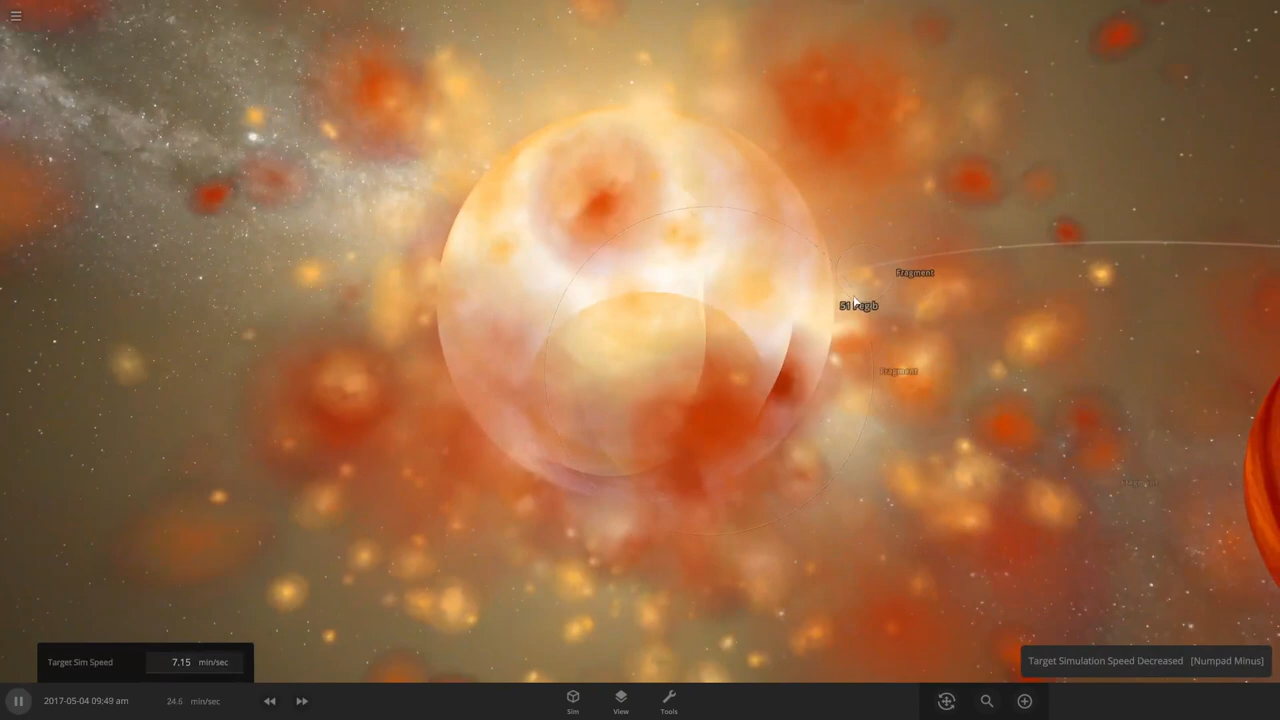 Fragment
51 Peg b
Fragment
Target Sim Speed 7.15 min/sec
Target Simulation Speed Decreased [Numpad Minus]
2017-05-04 09:49 am 24.6 min/sec
Sim View Tools